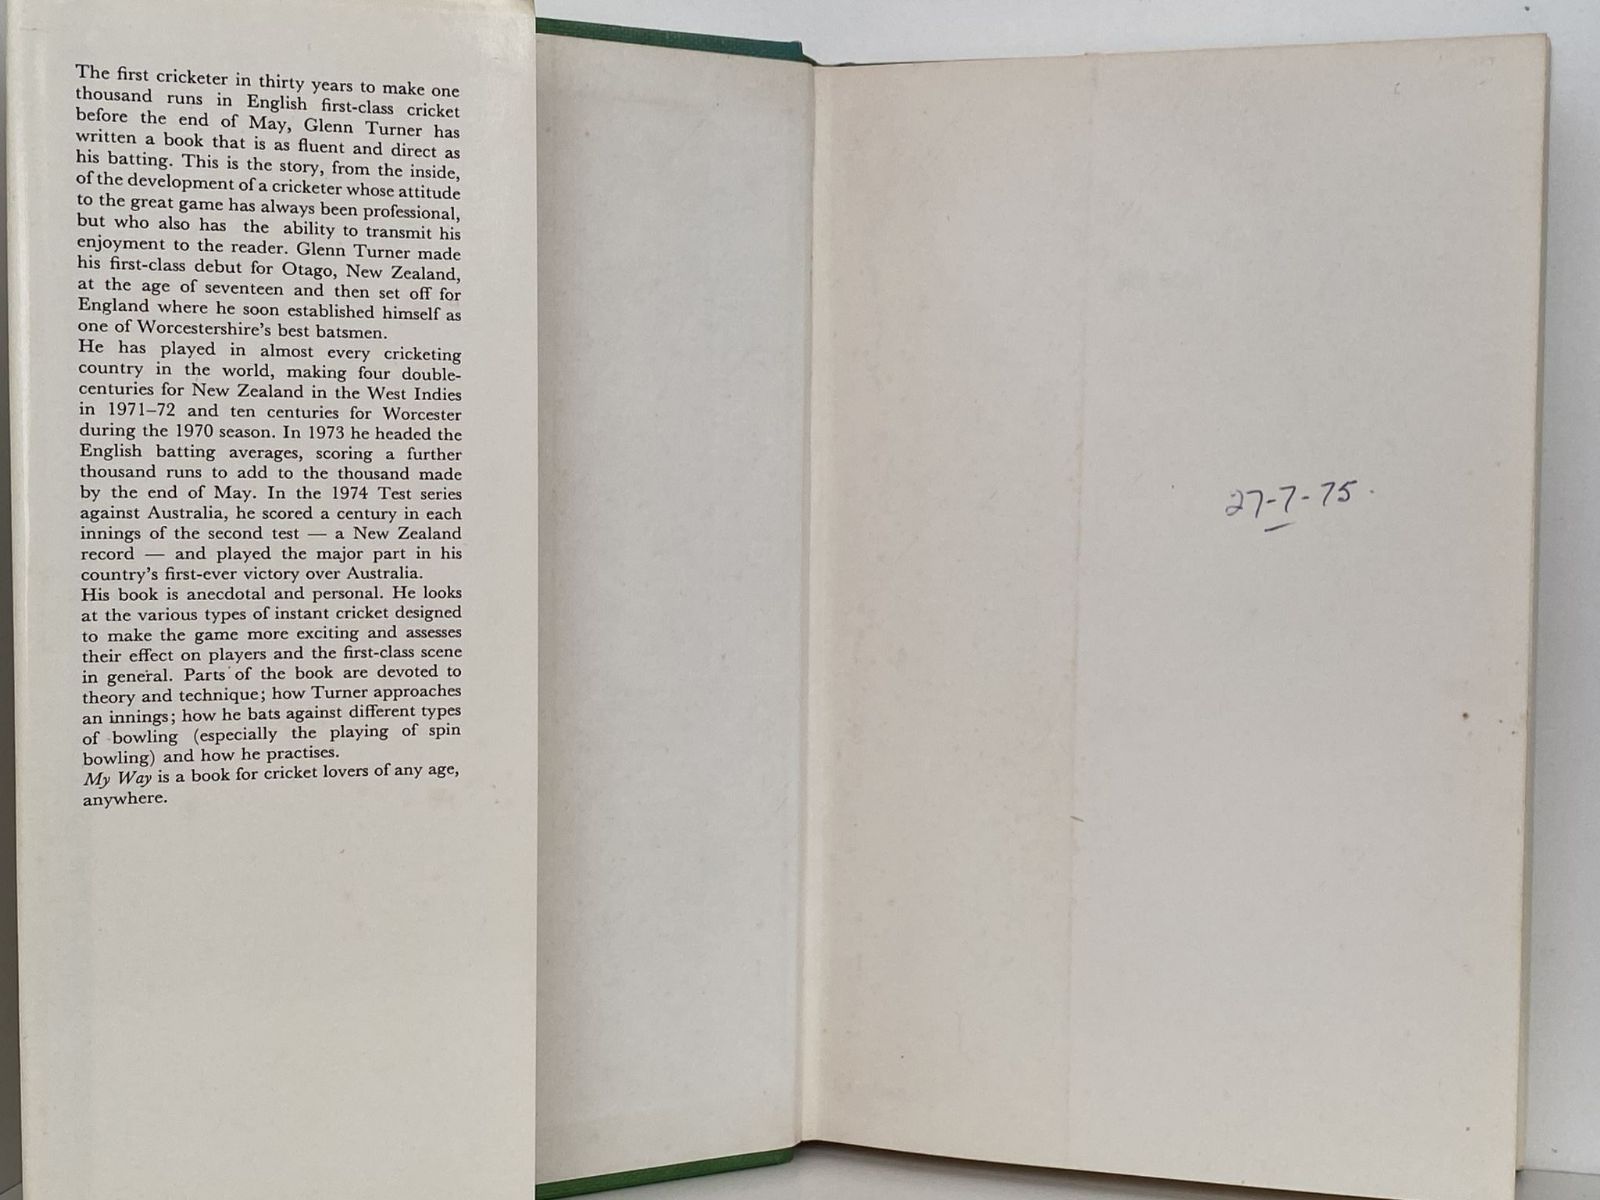 The first cricketer in thirty years to make one
thousand runs in English first-class cricket
before the end of May, Glenn Turner has
written a book that is as fluent and direct as
his batting. This is the story, from the inside,
of the development of a cricketer whose attitude
to the great game has always been professional,
but who also has the ability to transmit his
enjoyment to the reader. Glenn Turner made
his first-class debut for Otago, New Zealand,
at the age of seventeen and then set off for
England where he soon established himself as
one of Worcestershire's best batsmen.
He has played in almost every cricketing
country in the world, making four double-
centuries for New Zealand in the West Indies
in 1971–72 and ten centuries for Worcester
during the 1970 season. In 1973 he headed the
English batting averages, scoring a further
thousand runs to add to the thousand made
by the end of May. In the 1974 Test series
against Australia, he scored a century in each
innings of the second test — a New Zealand
record — and played the major part in his
country's first-ever victory over Australia.
His book is anecdotal and personal. He looks
at the various types of instant cricket designed
to make the game more exciting and assesses
their effect on players and the first-class scene
in general. Parts of the book are devoted to
theory and technique; how Turner approaches
an innings; how he bats against different types
of bowling (especially the playing of spin
bowling) and how he practises.
My Way is a book for cricket lovers of any age,
anywhere.
27-7-75.